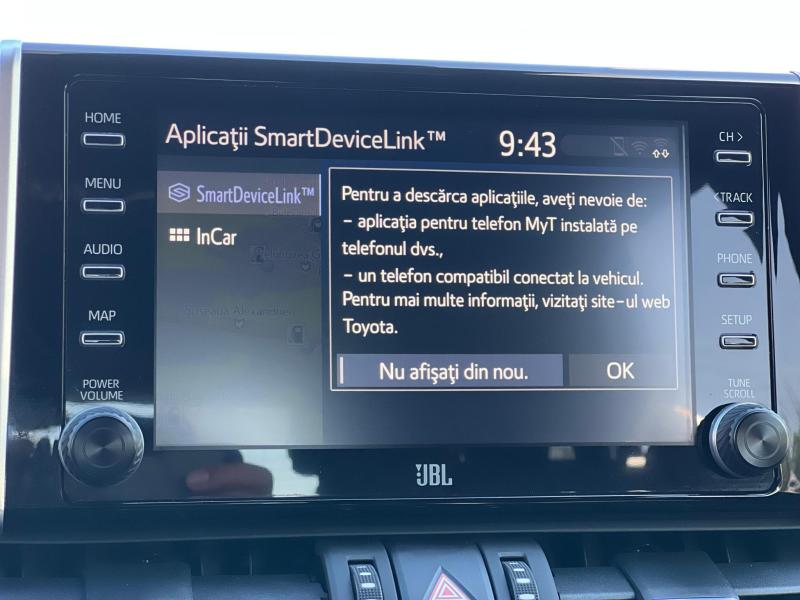 HOME
MENU
AUDIO
MAP
POWER
VOLUME
Aplicaţii SmartDeviceLink™
9:43
SmartDeviceLink™
InCar
Şoseaua Alexandriei
Pentru a descărca aplicaţiile, aveţi nevoie de:
– aplicaţia pentru telefon MyT instalată pe
telefonul dvs.,
– un telefon compatibil conectat la vehicul.
Pentru mai multe informaţii, vizitaţi site-ul web
Toyota.
Nu afişaţi din nou.
OK
CH >
< TRACK
PHONE
SETUP
TUNE
SCROLL
JBL